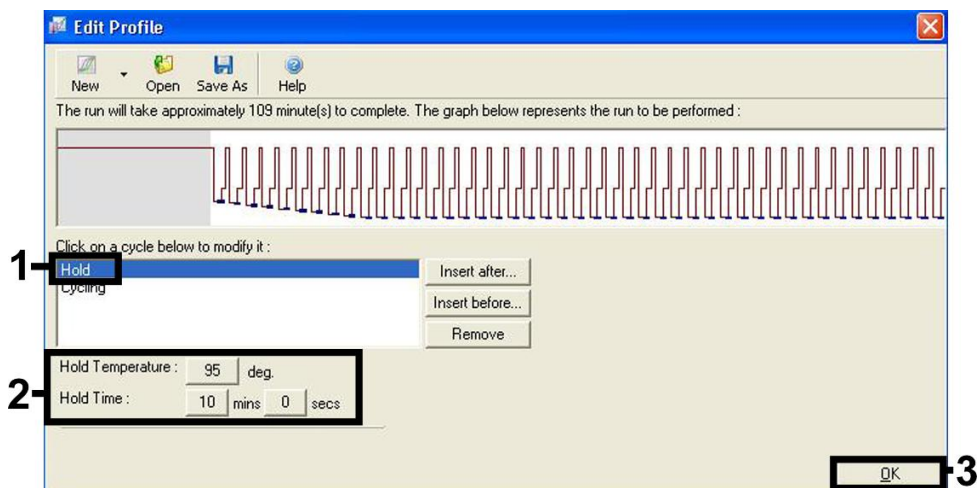 Edit Profile
New Open Save As Help
The run will take approximately 109 minute(s) to complete. The graph below represents the run to be performed :
Click on a cycle below to modify it :
1
Hold
Cycling
Insert after...
Insert before...
Remove
2
Hold Temperature : 95 deg.
Hold Time : 10 mins 0 secs
OK
3